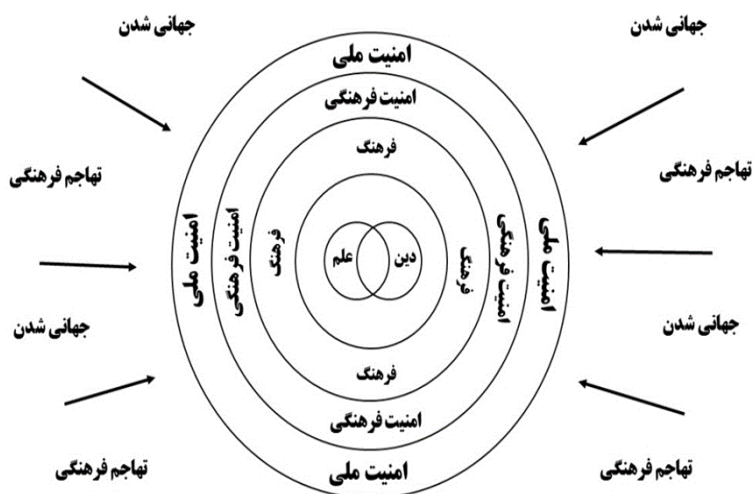 جهانی شدن
جهانی شدن
امنیت ملی
امنیت فرهنگی
فرهنگ
تهاجم فرهنگی
تهاجم فرهنگی
امنیت ملی
امنیت فرهنگی
فرهنگ
دین
علم
فرهنگ
امنیت فرهنگی
امنیت ملی
جهانی شدن
جهانی شدن
فرهنگ
امنیت فرهنگی
تهاجم فرهنگی
امنیت ملی
تهاجم فرهنگی